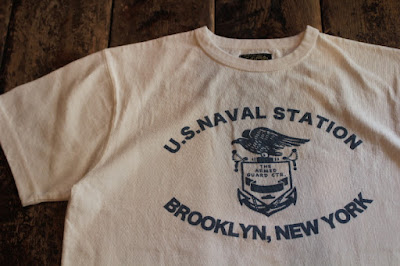 U.S.NAVAL STATION
THE
ARMED
GUARD CTR.
BROOKLYN, NEW YORK